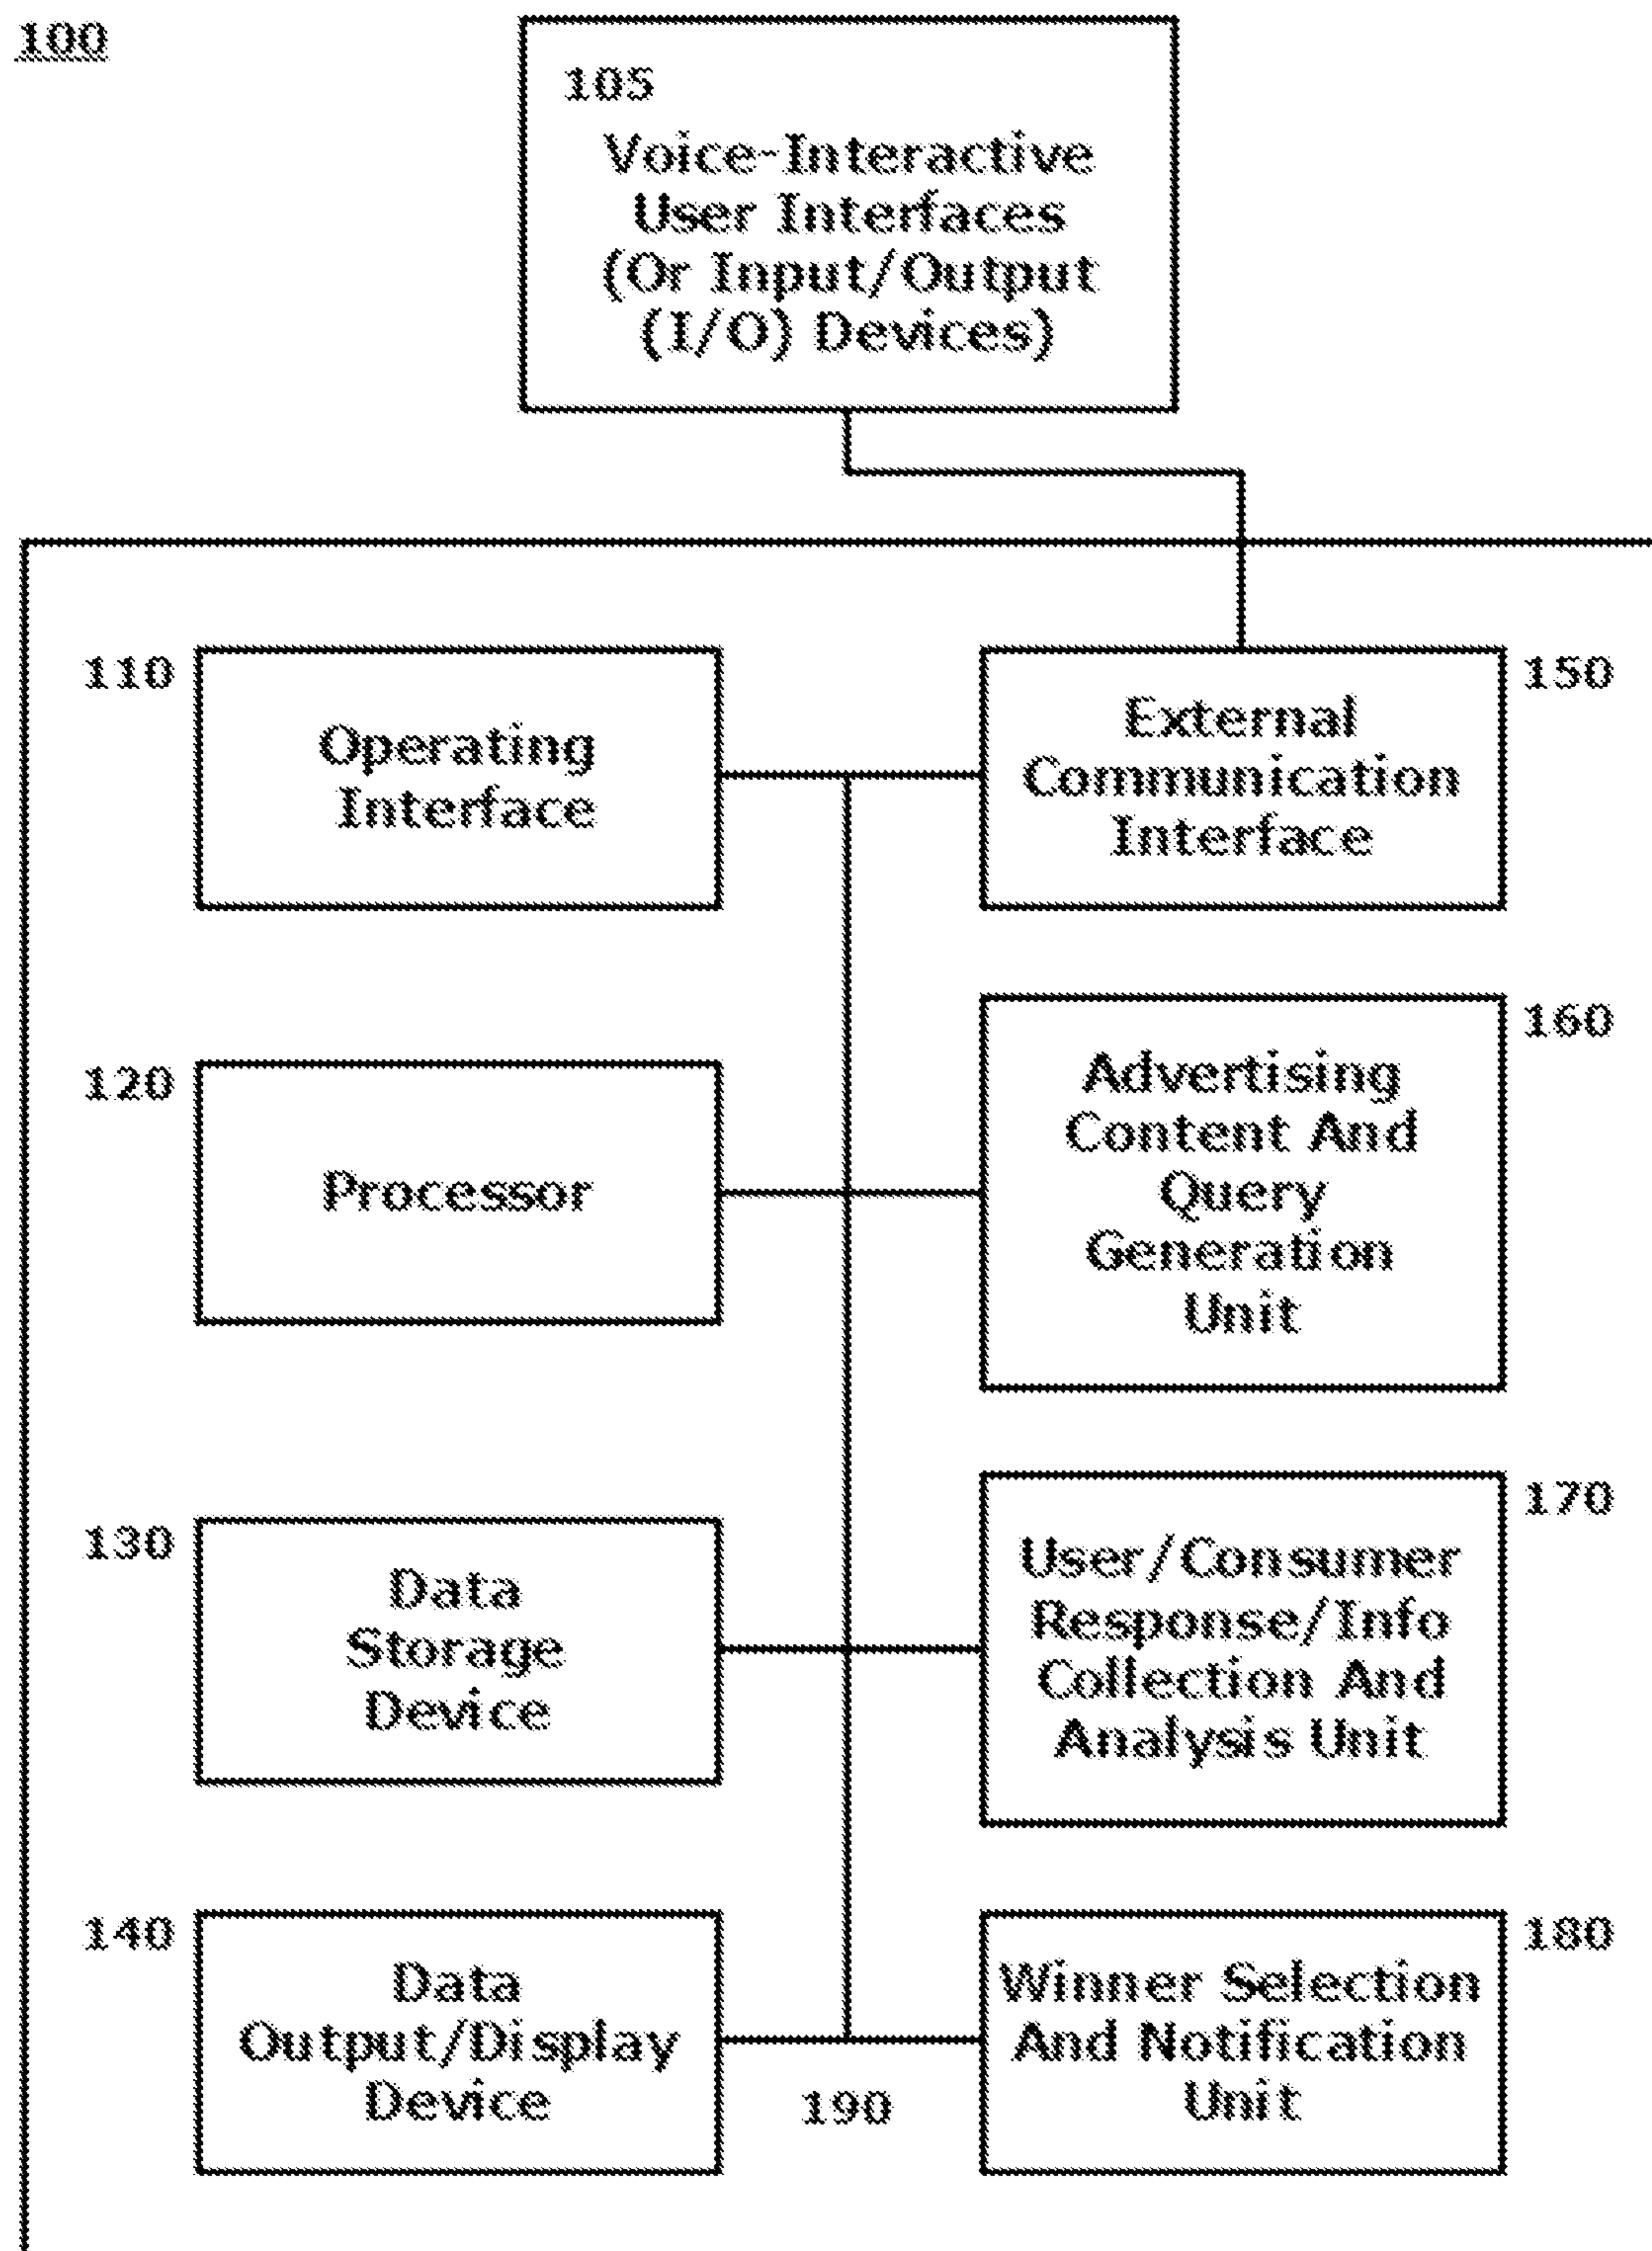 100
105
Voice-Interactive
User Interfaces
(Or Input/Output
(I/O) Devices)
110
Operating
Interface
150
External
Communication
Interface
120
Processor
160
Advertising
Content And
Query
Generation
Unit
130
Data
Storage
Device
170
User/Consumer
Response/Info
Collection And
Analysis Unit
140
Data
Output/Display
Device
180
Winner Selection
And Notification
Unit
190